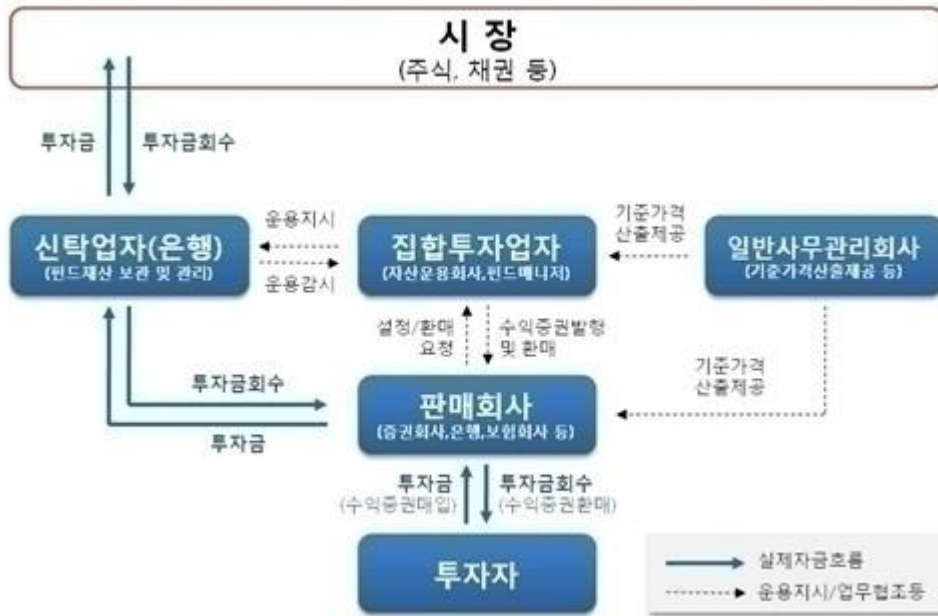 시 장
(주식, 채권 등)
투자금
투자금회수
신탁업자(은행)
(펀드재산 보관 및 관리)
운용지시
운용감시
집합투자업자
(자산운용회사,펀드매니저)
기준가격
산출제공
일반사무관리회사
(기준가격산출제공 등)
설정/환매
요청
수익증권발행
및 환매
기준가격
산출제공
투자금회수
투자금
판매회사
(증권회사,은행,보험회사 등)
투자금
(수익증권매입)
투자금회수
(수익증권환매)
투자자
실제자금흐름
운용지시/업무협조등